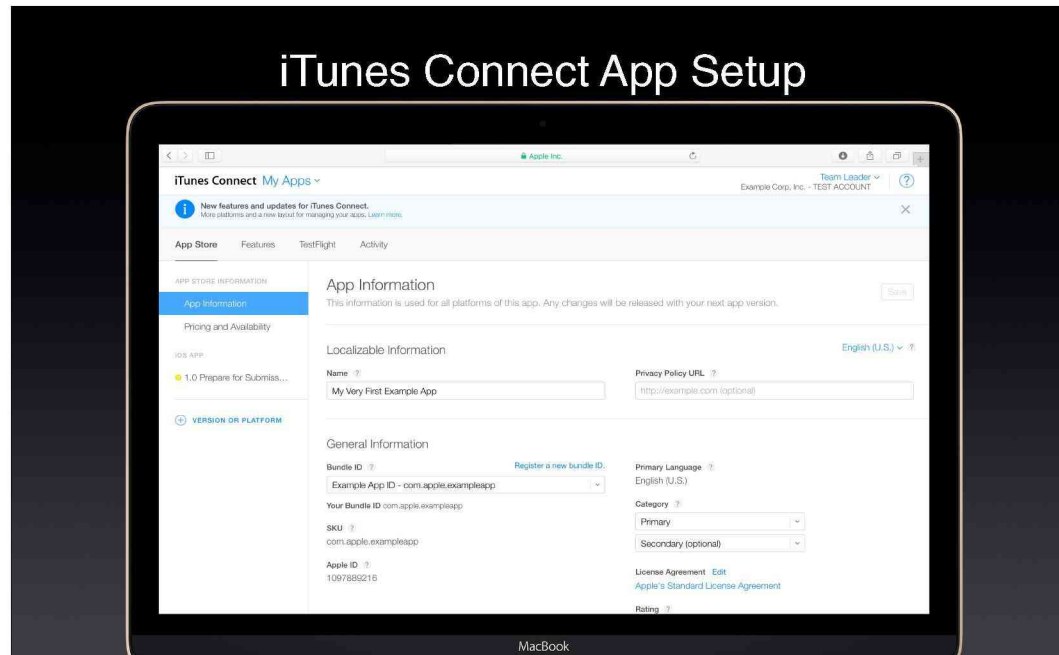 iTunes Connect App Setup
Apple Inc.
iTunes Connect My Apps
Team Leader
Example Corp, Inc. - TEST ACCOUNT
?
New features and updates for iTunes Connect.
More platforms and a new layout for managing your apps. Learn more.
App Store Features TestFlight Activity
APP STORE INFORMATION
App Information
Pricing and Availability
IOS APP
1.0 Prepare for Submiss...
VERSION OR PLATFORM
App Information
This information is used for all platforms of this app. Any changes will be released with your next app version.
Save
Localizable Information
English (U.S.) ?
Name ?
My Very First Example App
Privacy Policy URL ?
http://example.com (optional)
General Information
Bundle ID ? Register a new bundle ID.
Example App ID - com.apple.exampleapp
Your Bundle ID com.apple.exampleapp
SKU ?
com.apple.exampleapp
Apple ID ?
1097889216
Primary Language ?
English (U.S.)
Category ?
Primary
Secondary (optional)
License Agreement Edit
Apple's Standard License Agreement
Rating ?
MacBook